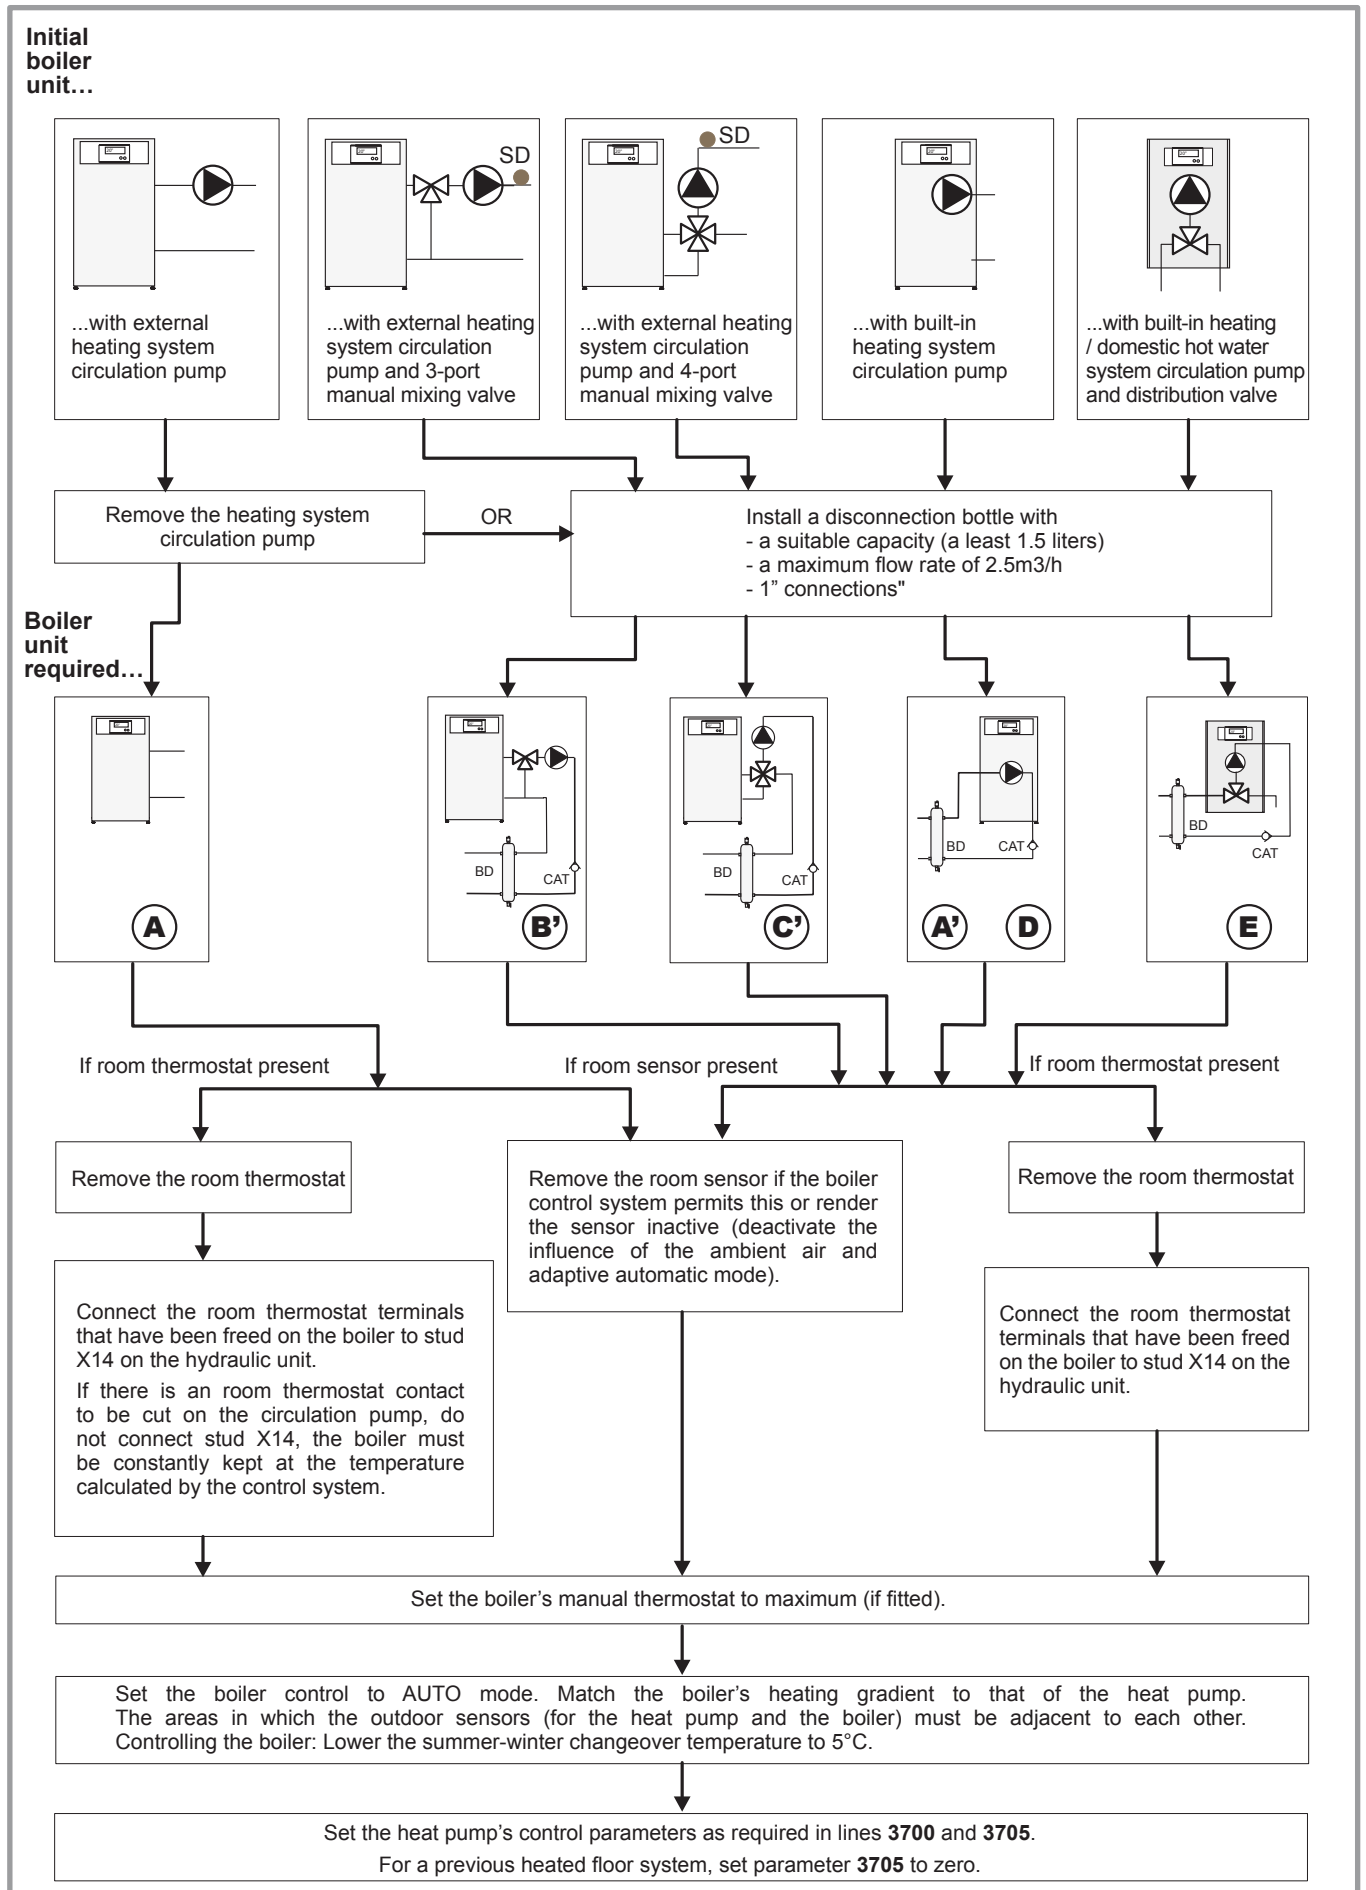 Initial
boiler
unit…
SD
SD
...with external
heating system
circulation pump
...with external heating
system circulation
pump and 3-port
manual mixing valve
...with external heating
system circulation
pump and 4-port
manual mixing valve
...with built-in
heating system
circulation pump
...with built-in heating
/ domestic hot water
system circulation pump
and distribution valve
Remove the heating system
circulation pump
OR
Install a disconnection bottle with
- a suitable capacity (a least 1.5 liters)
- a maximum flow rate of 2.5m3/h
- 1” connections"
Boiler
unit
required…
A
BD
CAT
B’
BD
CAT
C’
BD
CAT
A’
D
BD
CAT
E
If room thermostat present
If room sensor present
If room thermostat present
Remove the room thermostat
Remove the room sensor if the boiler
control system permits this or render
the sensor inactive (deactivate the
influence of the ambient air and
adaptive automatic mode).
Remove the room thermostat
Connect the room thermostat terminals
that have been freed on the boiler to stud
X14 on the hydraulic unit.
If there is an room thermostat contact
to be cut on the circulation pump, do
not connect stud X14, the boiler must
be constantly kept at the temperature
calculated by the control system.
Connect the room thermostat
terminals that have been freed
on the boiler to stud X14 on the
hydraulic unit.
Set the boiler’s manual thermostat to maximum (if fitted).
Set the boiler control to AUTO mode. Match the boiler’s heating gradient to that of the heat pump.
The areas in which the outdoor sensors (for the heat pump and the boiler) must be adjacent to each other.
Controlling the boiler: Lower the summer-winter changeover temperature to 5°C.
Set the heat pump’s control parameters as required in lines 3700 and 3705.
For a previous heated floor system, set parameter 3705 to zero.